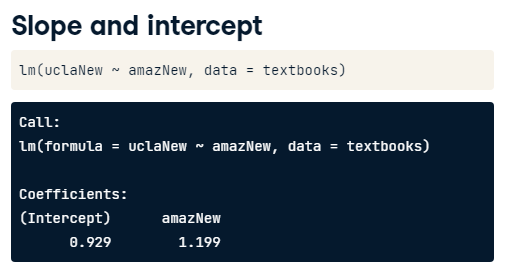 Slope and intercept
lm(uclaNew ~ amazNew, data = textbooks)
Call:
lm(formula = uclaNew ~ amazNew, data = textbooks)
Coefficients:
(Intercept)      amazNew
      0.929        1.199